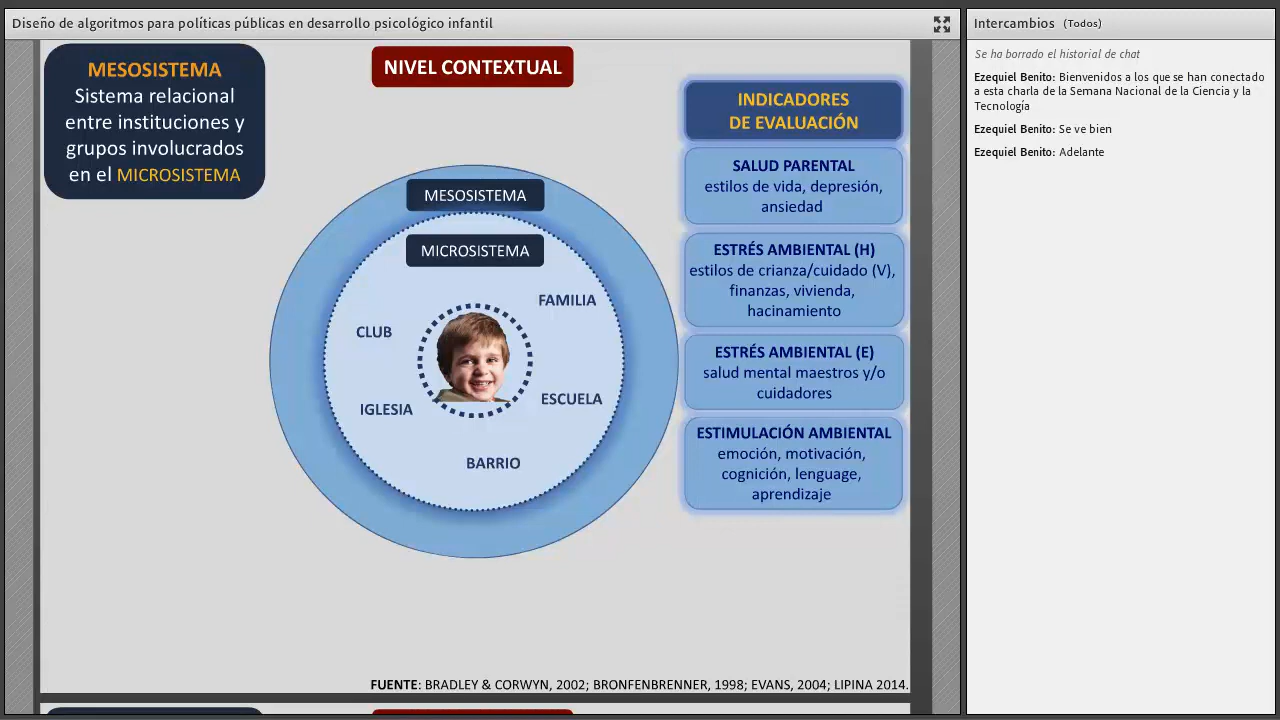 Diseño de algoritmos para políticas públicas en desarrollo psicológico infantil
MESOSISTEMA
Sistema relacional
entre instituciones y
grupos involucrados
en el MICROSISTEMA
NIVEL CONTEXTUAL
MESOSISTEMA
MICROSISTEMA
FAMILIA
CLUB
ESCUELA
IGLESIA
BARRIO
INDICADORES
DE EVALUACIÓN
SALUD PARENTAL
estilos de vida, depresión,
ansiedad
ESTRÉS AMBIENTAL (H)
estilos de crianza/cuidado (V),
finanzas, vivienda,
hacinamiento
ESTRÉS AMBIENTAL (E)
salud mental maestros y/o
cuidadores
ESTIMULACIÓN AMBIENTAL
emoción, motivación,
cognición, lenguage,
aprendizaje
FUENTE: BRADLEY & CORWYN, 2002; BRONFENBRENNER, 1998; EVANS, 2004; LIPINA 2014.
Intercambios (Todos)
Se ha borrado el historial de chat
Ezequiel Benito: Bienvenidos a los que se han conectado
a esta charla de la Semana Nacional de la Ciencia y la
Tecnología
Ezequiel Benito: Se ve bien
Ezequiel Benito: Adelante